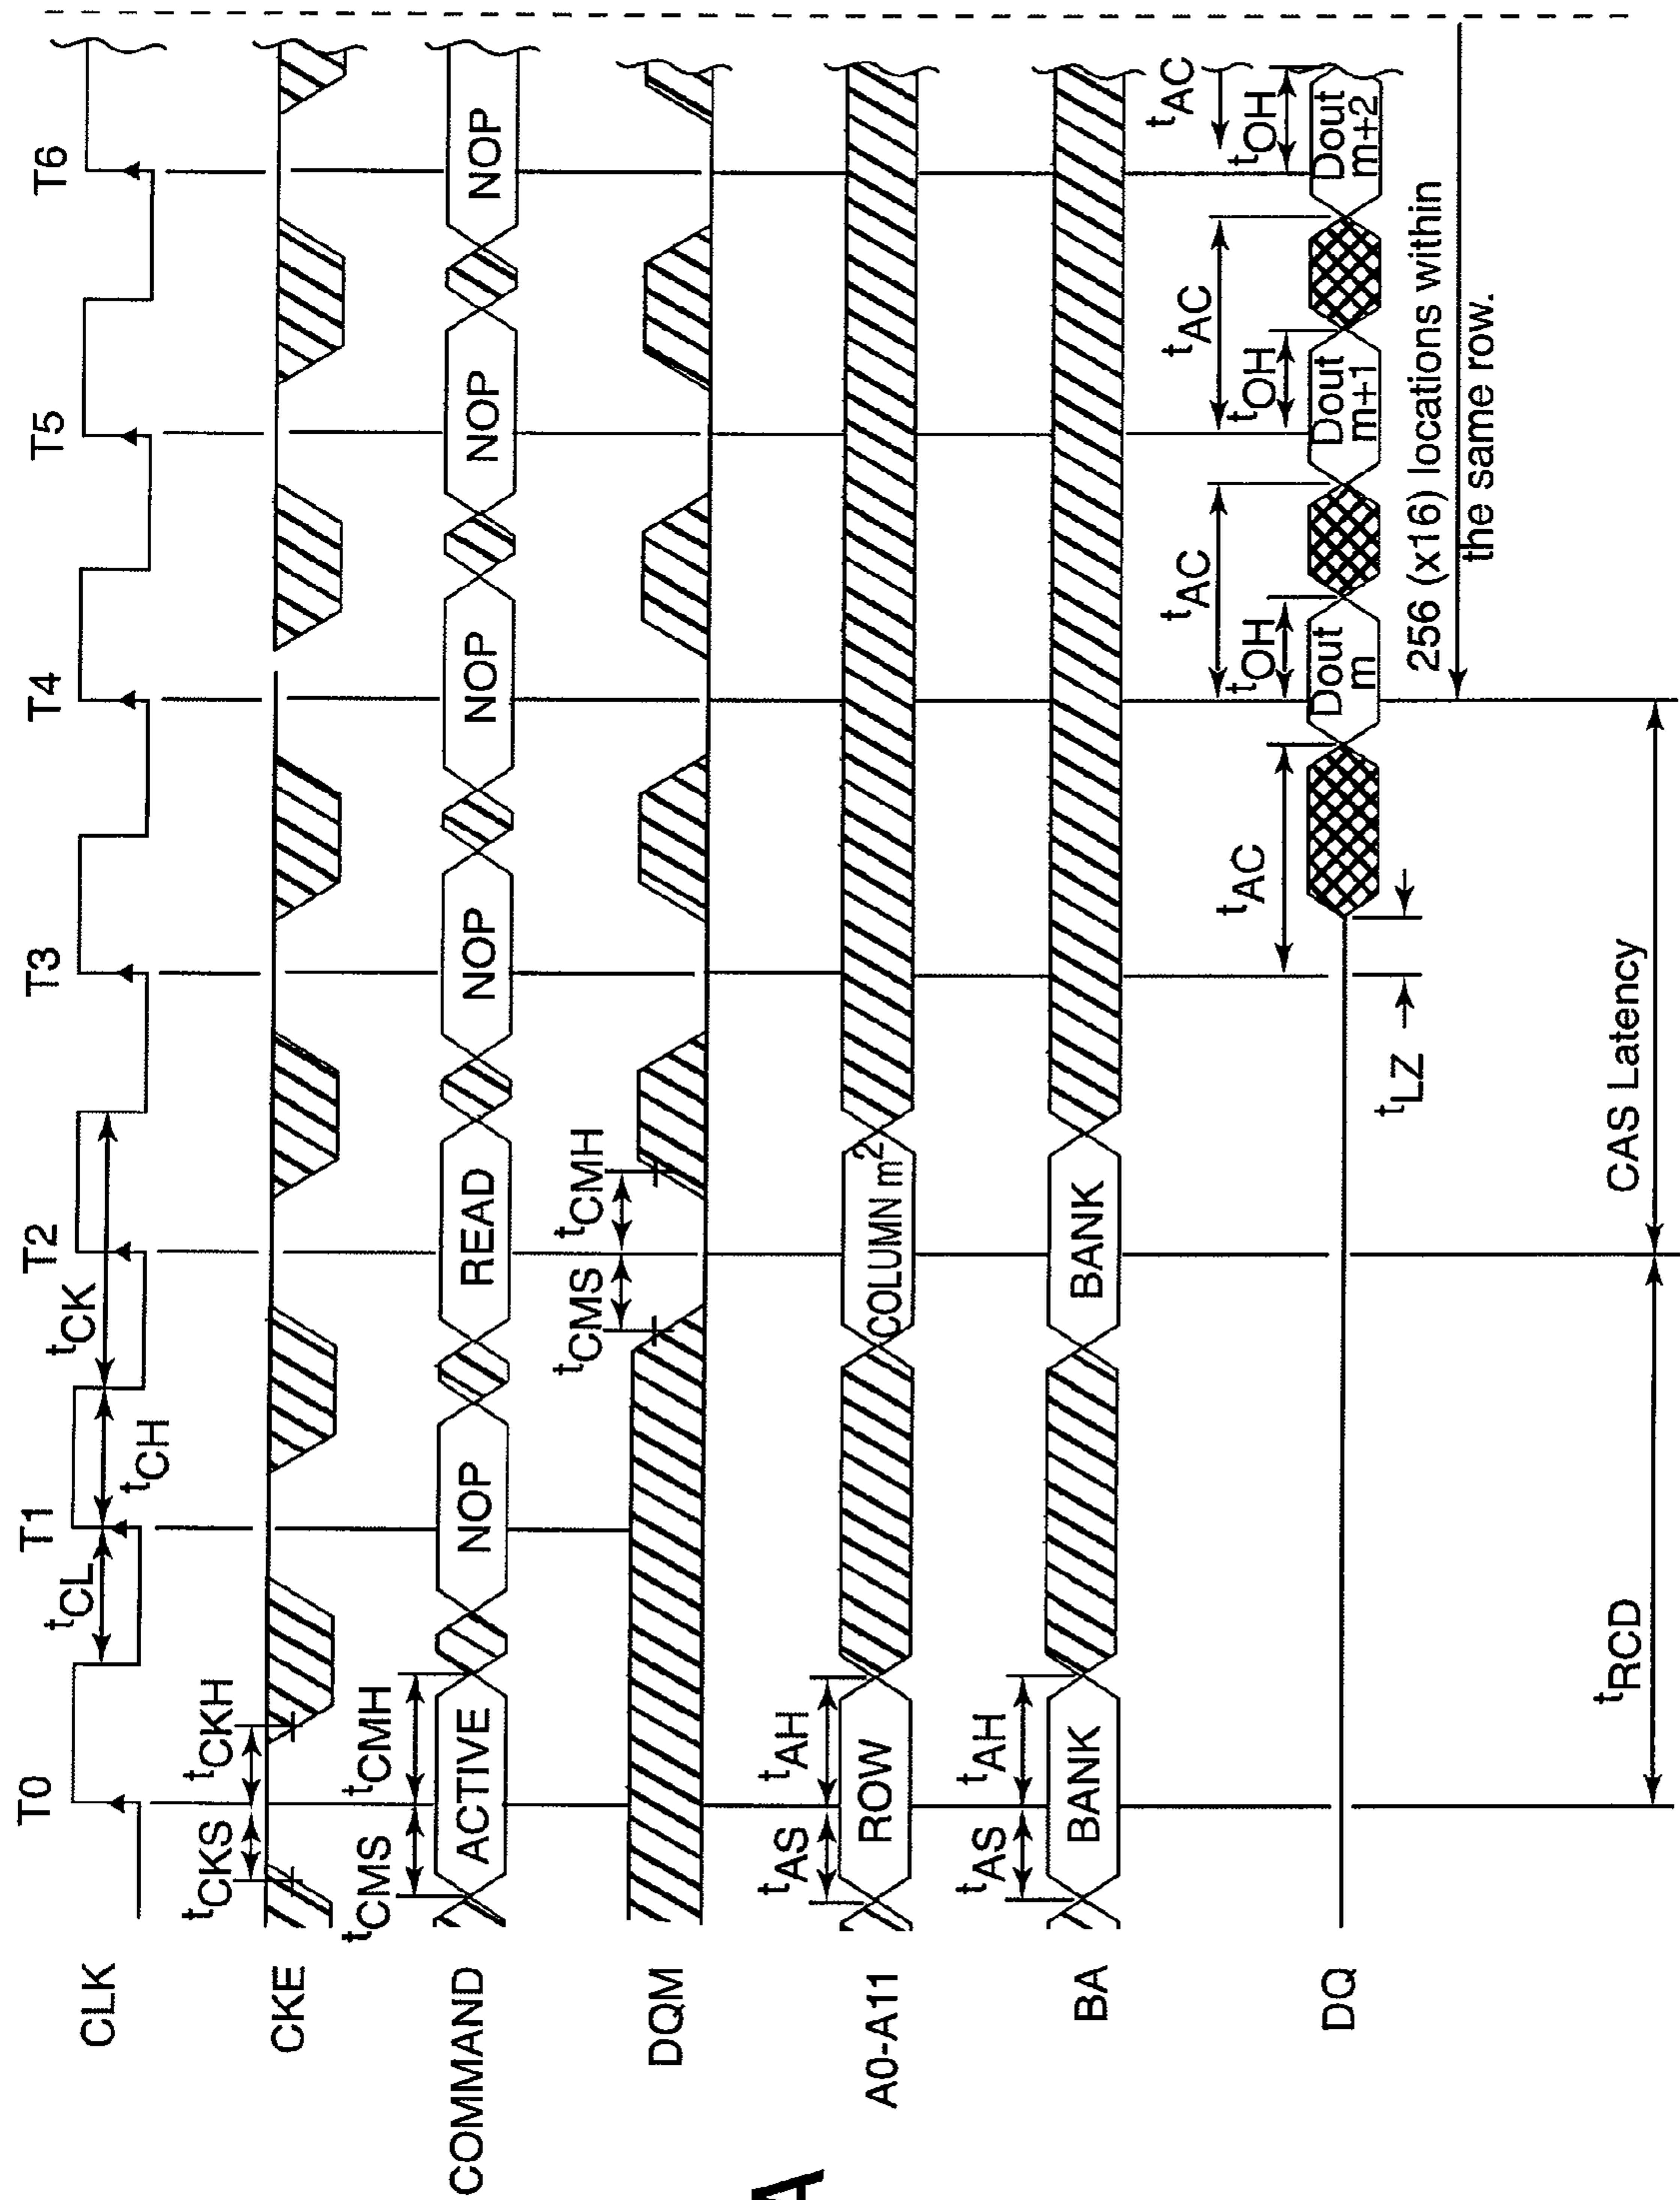 T0 T1 T2 T3 T4 T5 T6
CLK
tCL
tCH
tCK
CKE
tCKS
tCKH
COMMAND
tCMS
tCMH
ACTIVE
NOP
READ
NOP
NOP
NOP
NOP
DQM
tCMS
tCMH
A0-A11
tAS
tAH
ROW
COLUMN m²
BA
tAS
tAH
BANK
BANK
DQ
tAC
tAC
tAC
tAC
tOH
tOH
tOH
Dout
m
Dout
m+1
Dout
m+2
tLZ
256 (x16) locations within
the same row.
tRCD
CAS Latency
A